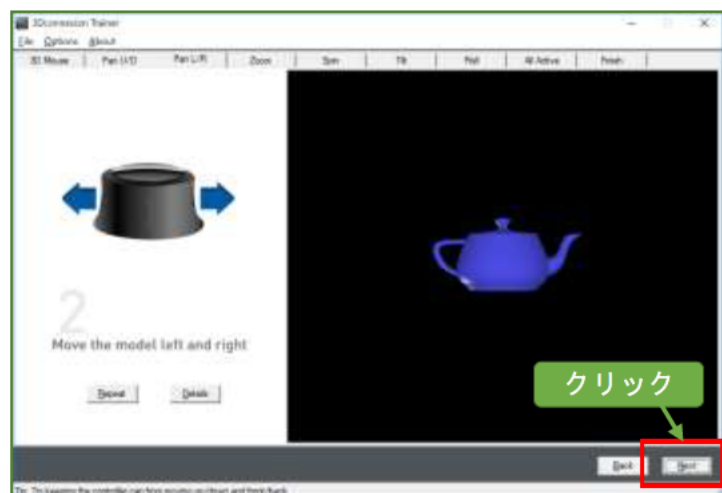 3Dconnexion Trainer
File Options About
3D Mouse Pan U/D Pan L/R Zoom Spin Tilt Roll All Active Finish
2
Move the model left and right
Repeat Details
クリック
Back Next